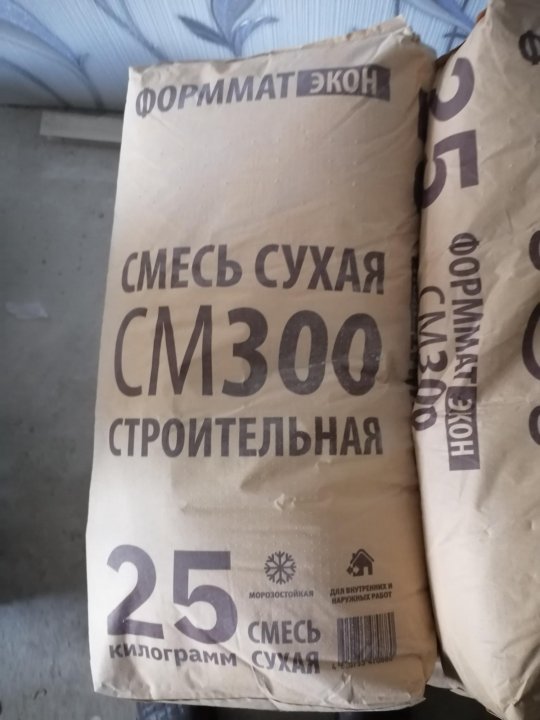 ФОРММАТ ЭКОН
СМЕСЬ СУХАЯ
СМ300
СТРОИТЕЛЬНАЯ
25
КИЛОГРАММ
МОРОЗОСТОЙКАЯ
ДЛЯ ВНУТРЕННИХ И
НАРУЖНЫХ РАБОТ
СМЕСЬ
СУХАЯ
25
ФОРММАТ ЭКОН
СМ300